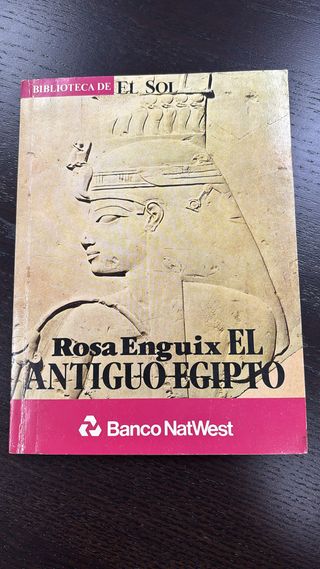 BIBLIOTECA DE EL SOL
Rosa Enguix EL
ANTIGUO EGIPTO
Banco NatWest